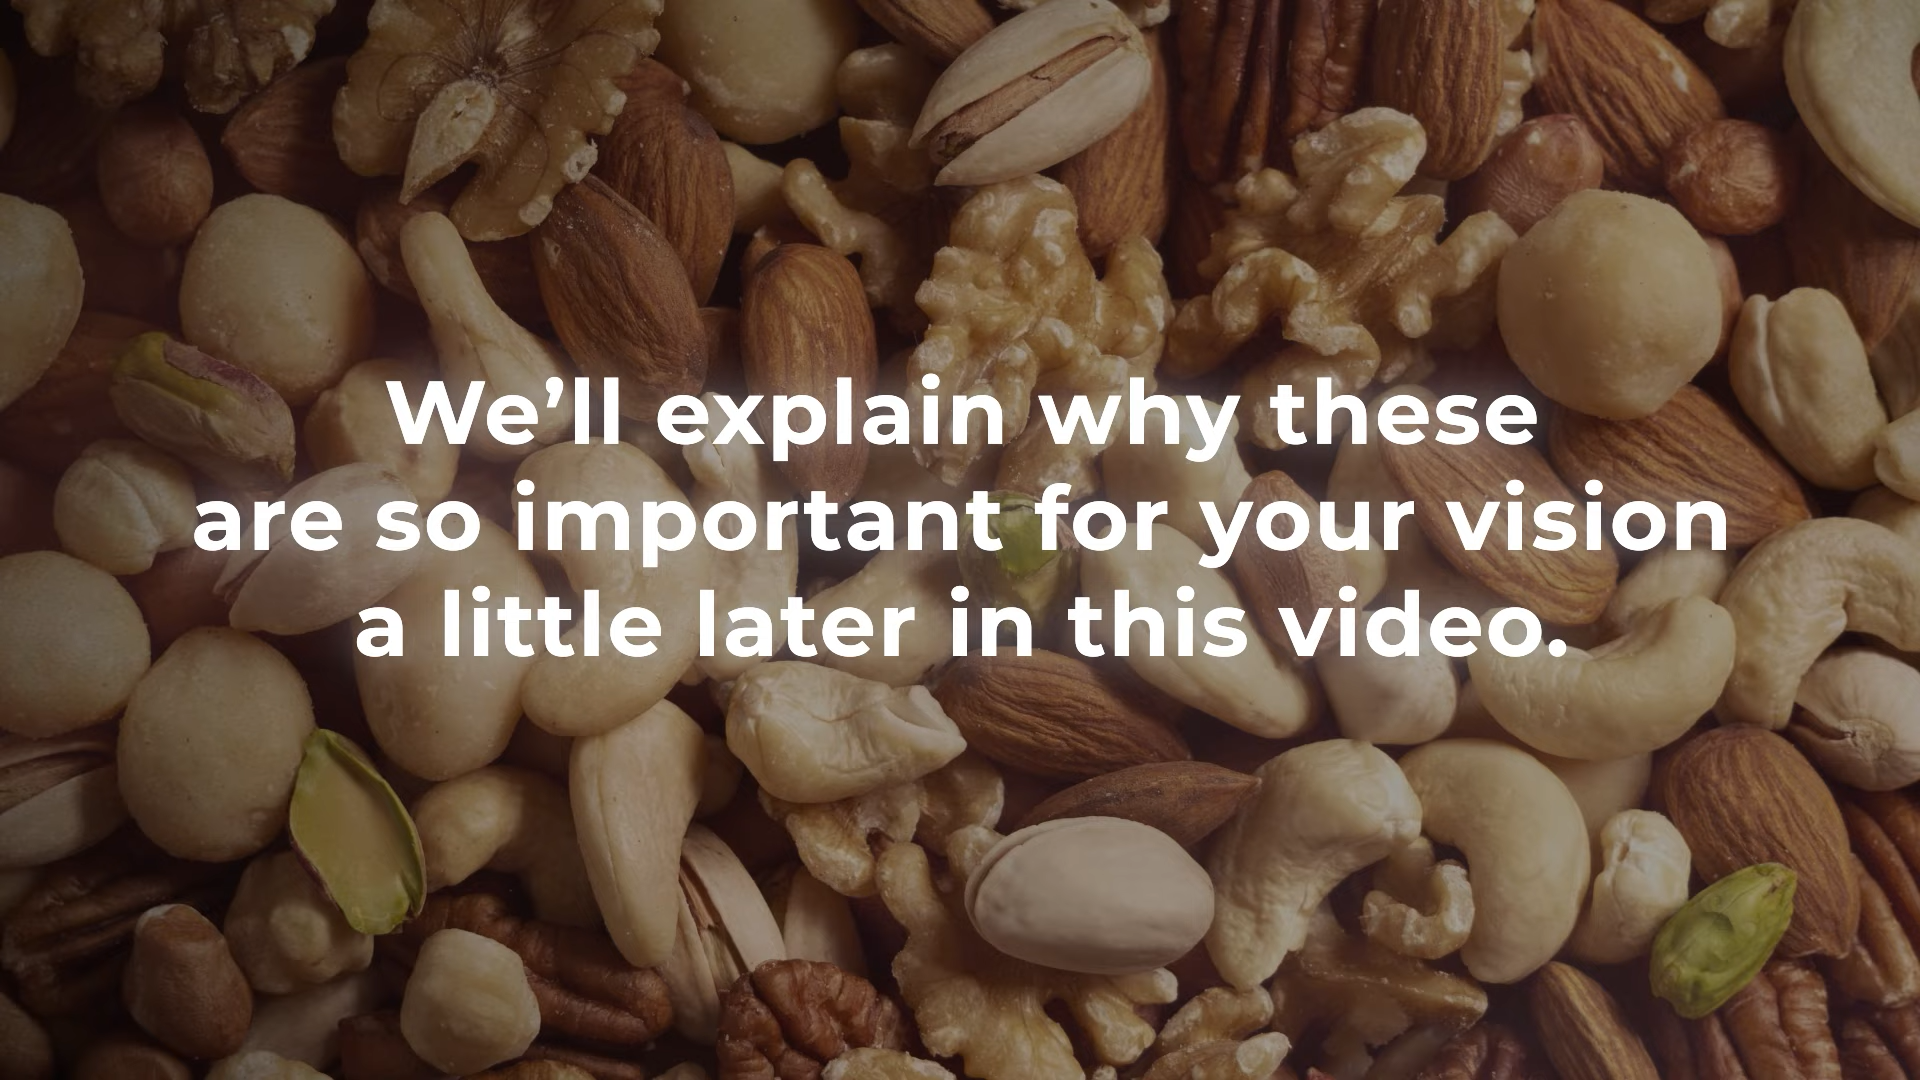 We’ll explain why these
are so important for your vision
a little later in this video.